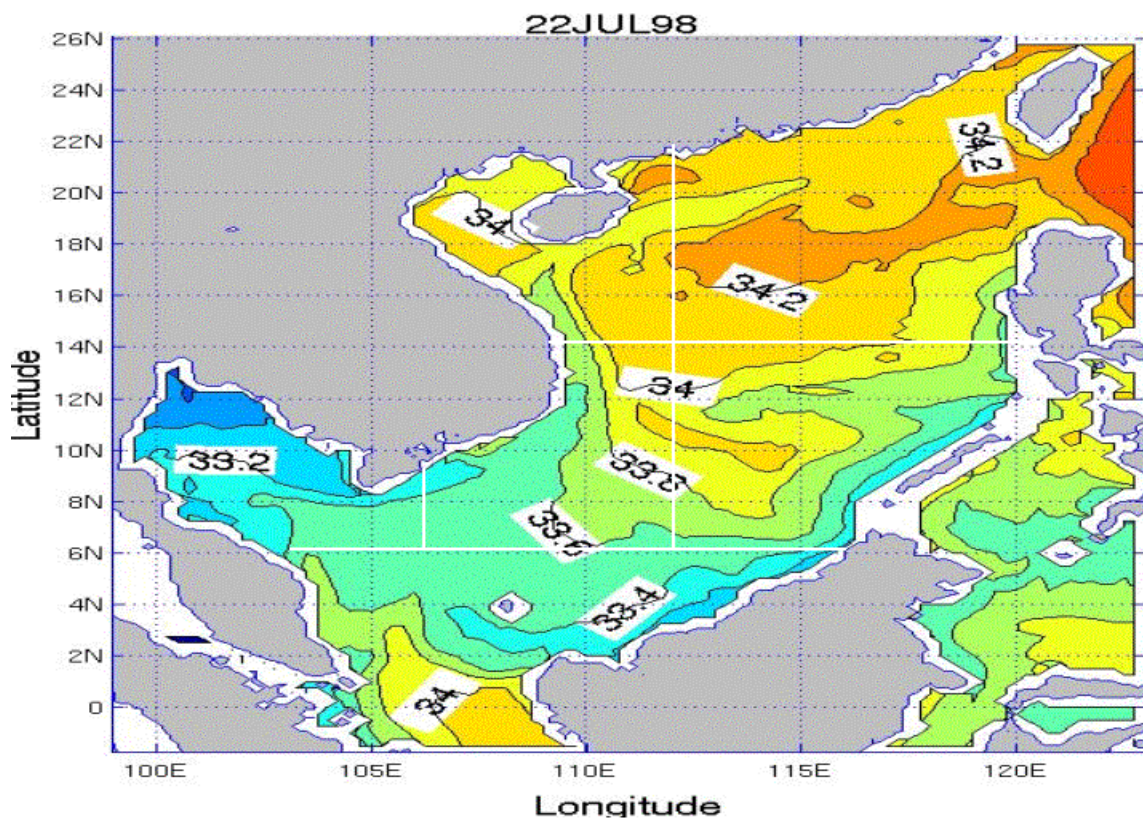 22JUL98
26N
24N
22N
20N
18N
16N
14N
12N
10N
8N
6N
4N
2N
0
Latitude
34.2
34
34.2
34
33.2
33.8
33.6
33.4
34
100E 105E 110E 115E 120E
Longitude